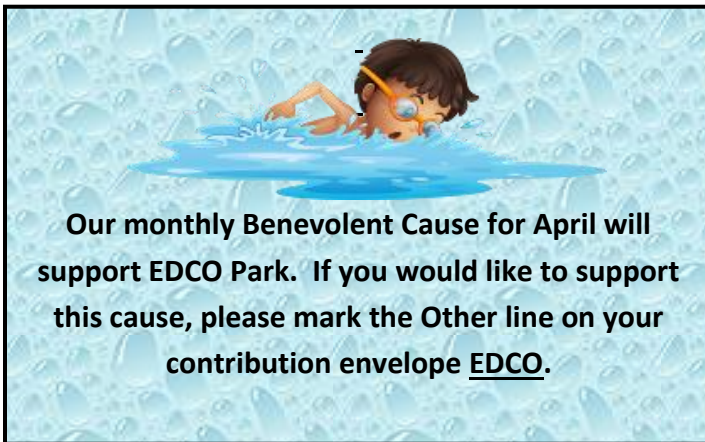 Our monthly Benevolent Cause for April will
support EDCO Park.  If you would like to support
this cause, please mark the Other line on your
contribution envelope EDCO.